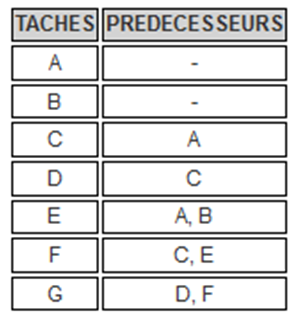 TACHES PREDECESSEURS
A -
B -
C A
D C
E A, B
F C, E
G D, F